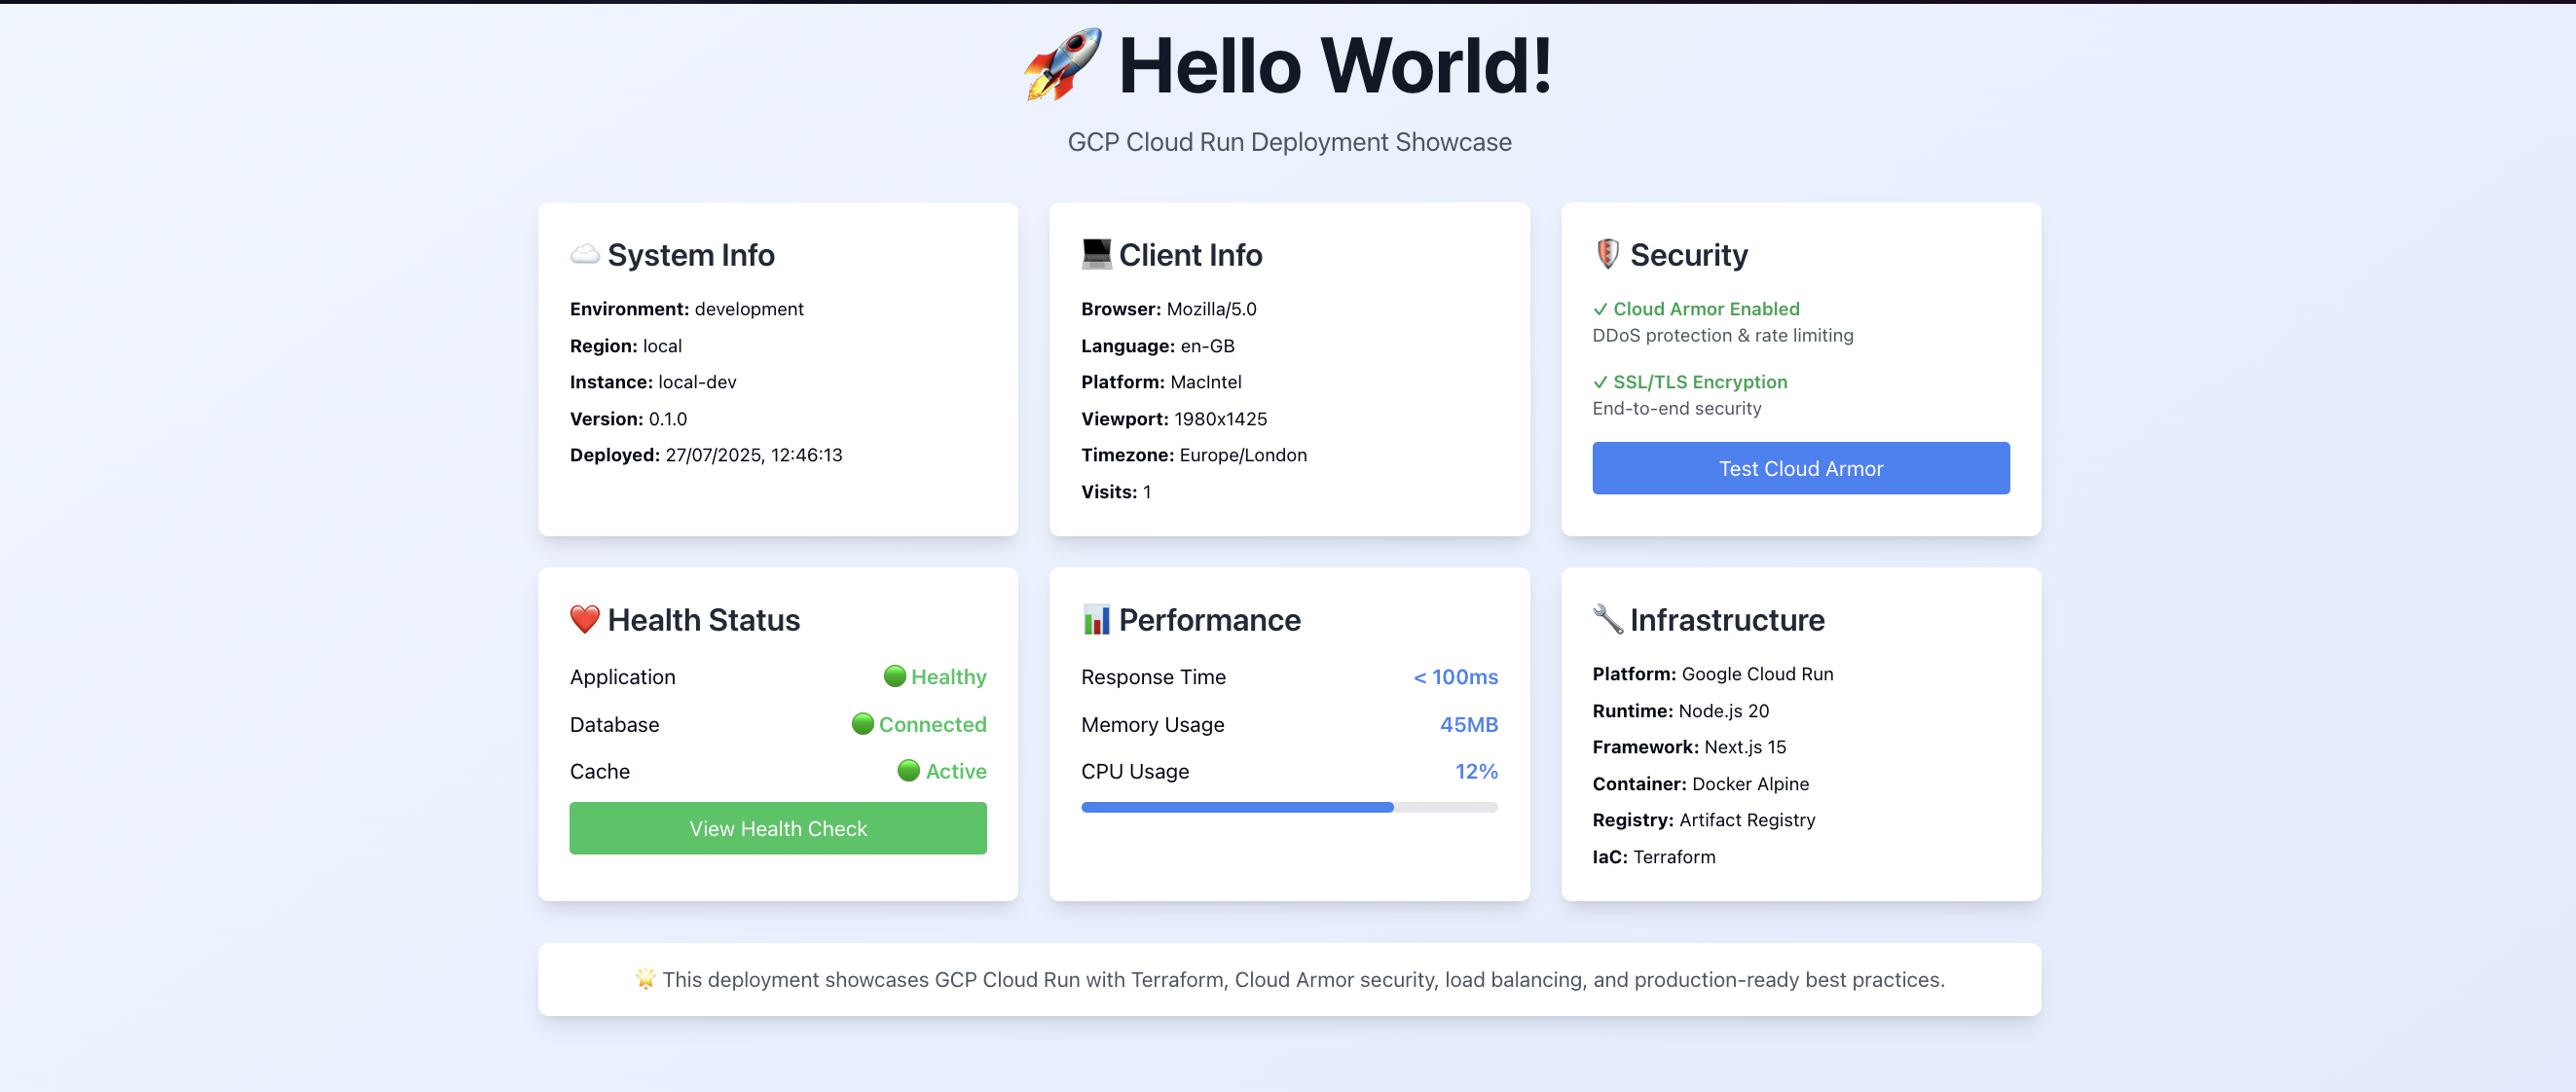 🚀 Hello World!
GCP Cloud Run Deployment Showcase
☁️ System Info
Environment: development
Region: local
Instance: local-dev
Version: 0.1.0
Deployed: 27/07/2025, 12:46:13
💻 Client Info
Browser: Mozilla/5.0
Language: en-GB
Platform: MacIntel
Viewport: 1980x1425
Timezone: Europe/London
Visits: 1
🛡️ Security
✓ Cloud Armor Enabled
DDoS protection & rate limiting
✓ SSL/TLS Encryption
End-to-end security
Test Cloud Armor
❤️ Health Status
Application 🟢 Healthy
Database 🟢 Connected
Cache 🟢 Active
View Health Check
📊 Performance
Response Time < 100ms
Memory Usage 45MB
CPU Usage 12%
🔧 Infrastructure
Platform: Google Cloud Run
Runtime: Node.js 20
Framework: Next.js 15
Container: Docker Alpine
Registry: Artifact Registry
IaC: Terraform
🌟 This deployment showcases GCP Cloud Run with Terraform, Cloud Armor security, load balancing, and production-ready best practices.